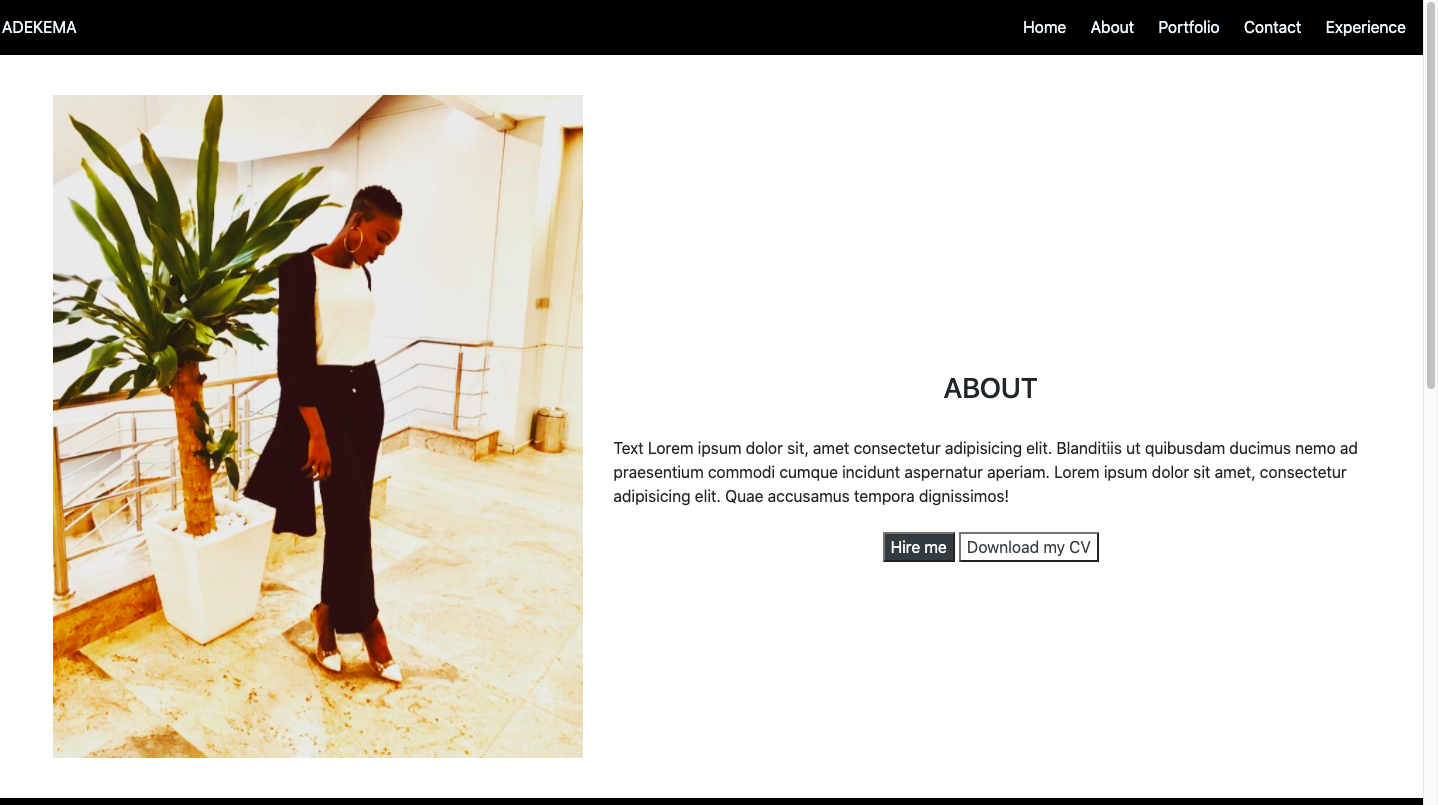 ADEKEMA
Home About Portfolio Contact Experience
ABOUT
Text Lorem ipsum dolor sit, amet consectetur adipisicing elit. Blanditiis ut quibusdam ducimus nemo ad
praesentium commodi cumque incidunt aspernatur aperiam. Lorem ipsum dolor sit amet, consectetur
adipisicing elit. Quae accusamus tempora dignissimos!
Hire me Download my CV